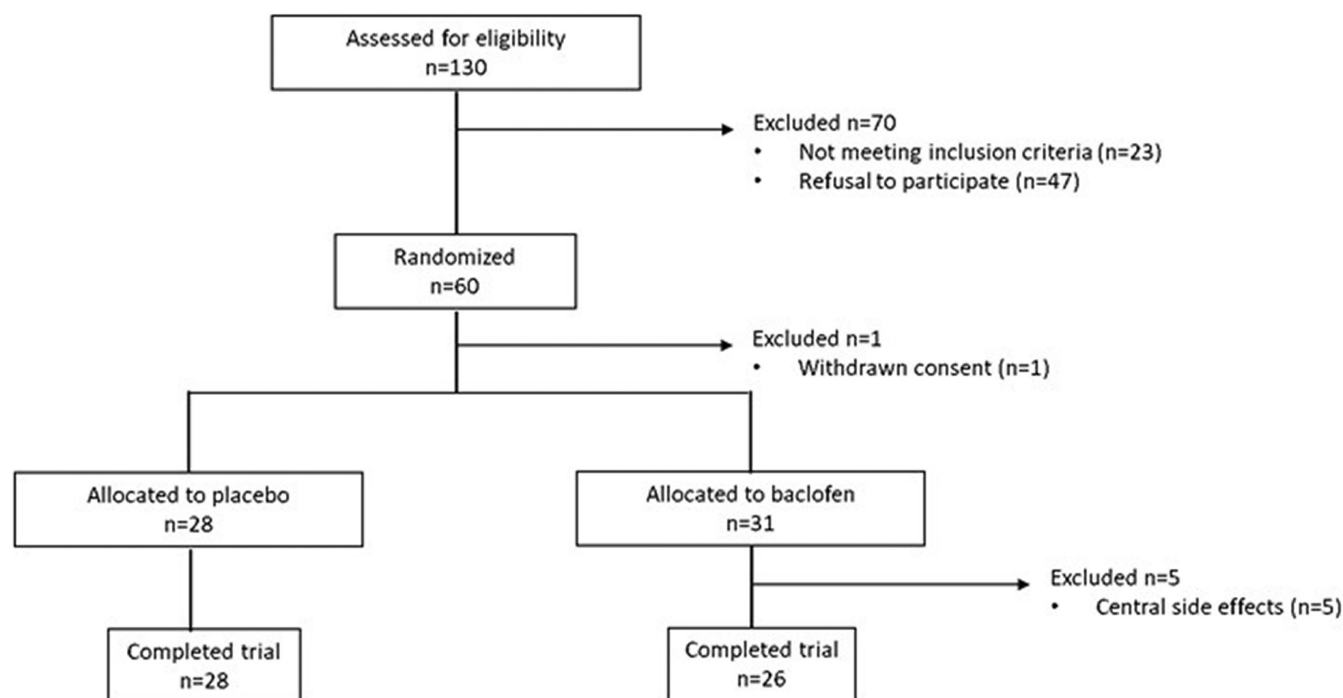 Assessed for eligibility
n=130
Excluded n=70
• Not meeting inclusion criteria (n=23)
• Refusal to participate (n=47)
Randomized
n=60
Excluded n=1
• Withdrawn consent (n=1)
Allocated to placebo
n=28
Allocated to baclofen
n=31
Excluded n=5
• Central side effects (n=5)
Completed trial
n=28
Completed trial
n=26